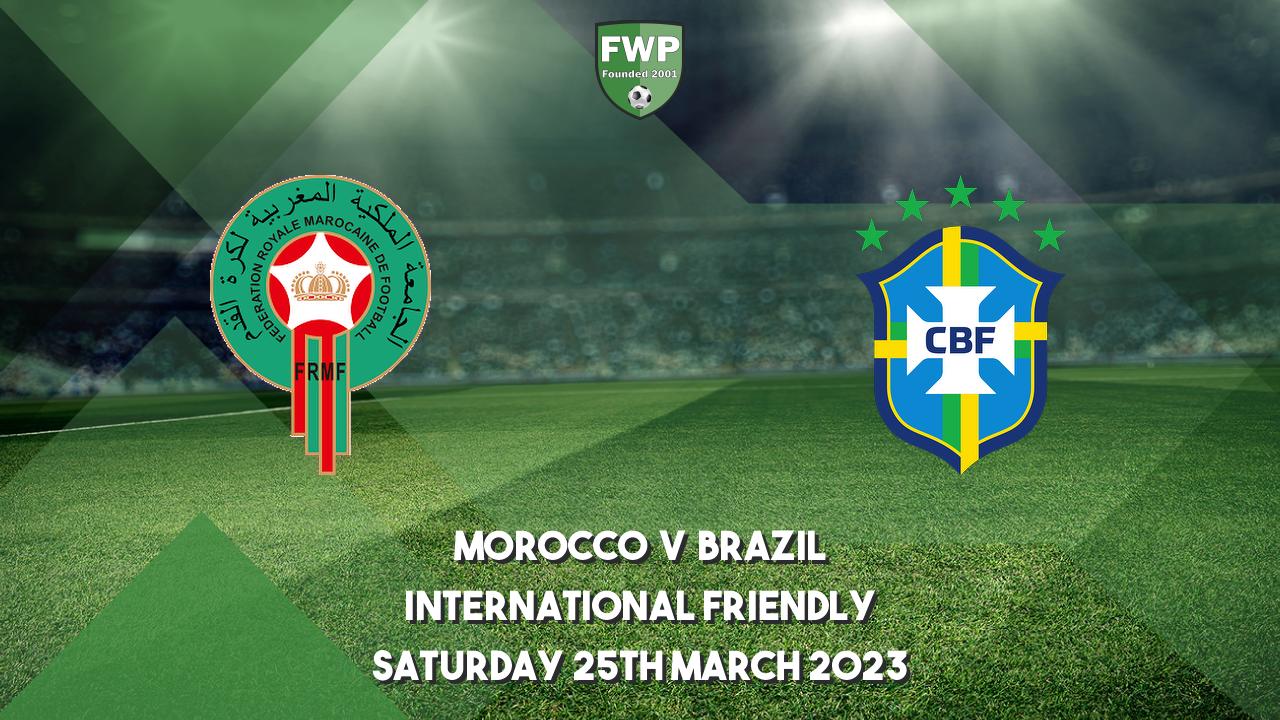 FWP
Founded 2001
الجامعة الملكية المغربية لكرة القدم
FEDERATION ROYALE MAROCAINE DE FOOTBALL
FRMF
CBF
MOROCCO V BRAZIL
INTERNATIONAL FRIENDLY
SATURDAY 25TH MARCH 2023